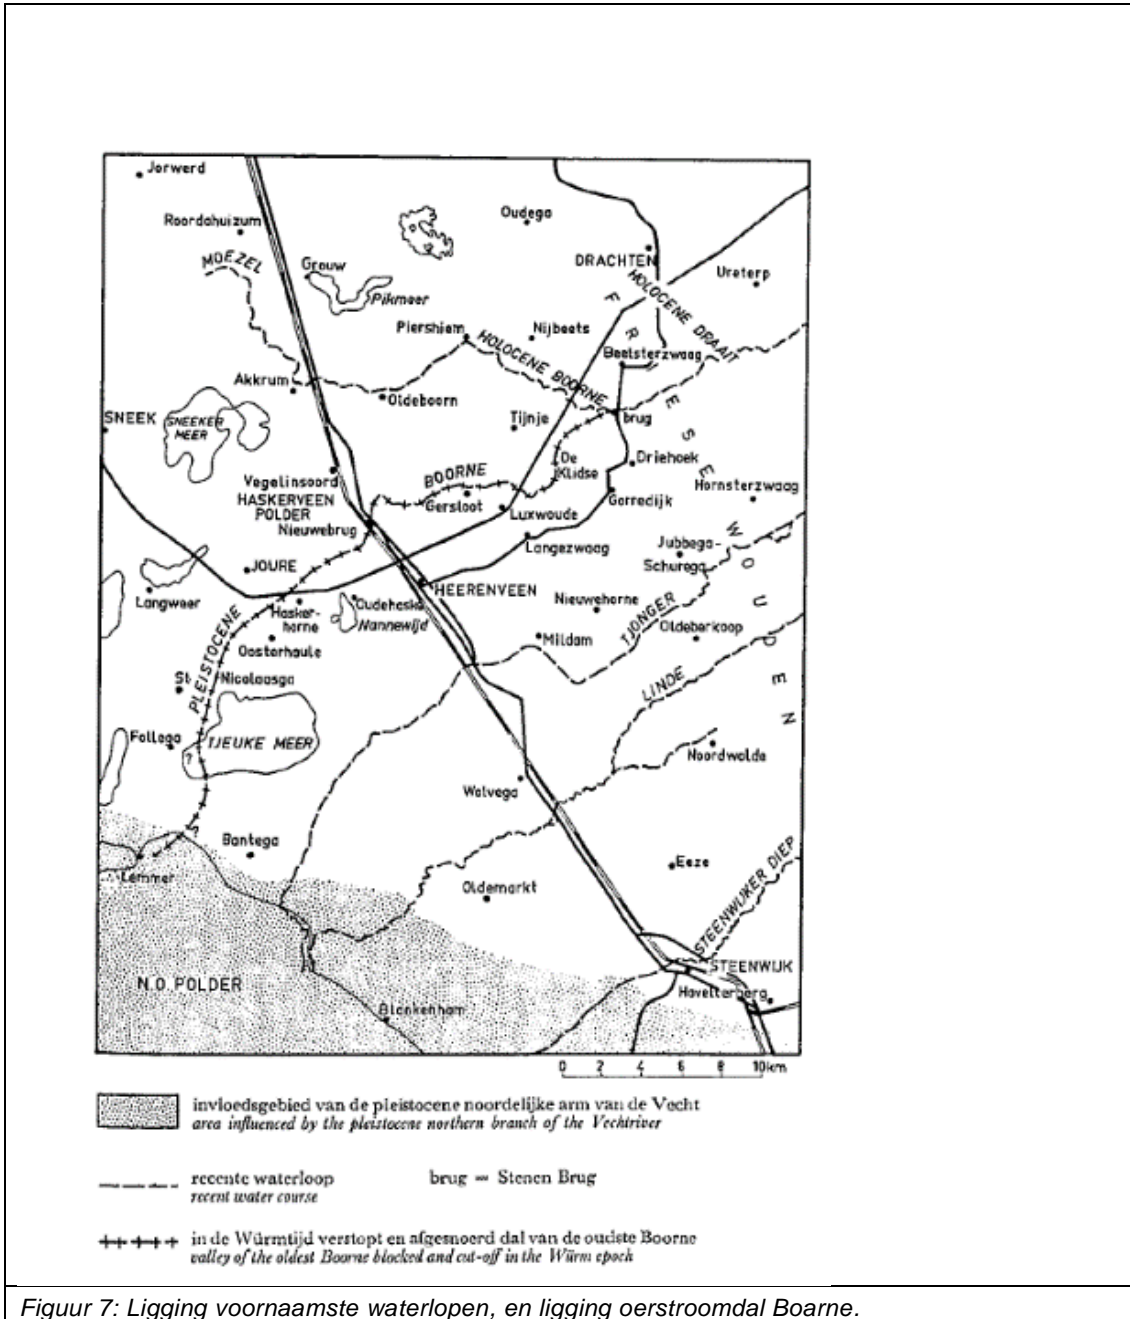 Jorwerd
Roordahuizum
Oudega
MOEZEL
Grouw
DRACHTEN
Ureterp
Pikmeer
HOLOCENE DRAAIT
Piershiem
Nijbeets
HOLOCENE BOORNE
Beetsterzwaag
Akkrum
Oldeboorn
SNEEK
SNEEKER
MEER
Tijnje
brug
FRIESE WOUDEN
De
Klidse
Driehoek
BOORNE
Vegelinsoord
HASKERVEEN
POLDER
Gersloot
Gorredijk
Hornsterzwaag
Nieuwebrug
Luxwoude
Langezwaag
Jubbega-
Schurega
JOURE
HEERENVEEN
Langweer
Hasker-
horne
Oudehaske
Nannewijd
Nieuwehorne
TJONGER
Oldeberkoop
Oosterhaule
Mildam
PLEISTOCENE
St Nicolaasga
LINDE
Follega
TJEUKE MEER
?
Noordwolde
Wolvega
?
Bantega
Lemmer
Eeze
Oldemarkt
STEENWIJKER DIEP
STEENWIJK
N.O. POLDER
Havelterberg
Blankenham
0 2 4 6 8 10km
invloedsgebied van de pleistocene noordelijke arm van de Vecht
area influenced by the pleistocene northern branch of the Vechtriver
recente waterloop brug = Stenen Brug
recent water course
in de Würmtijd verstopt en afgesnoerd dal van de oudste Boorne
valley of the oldest Boorne blocked and cut-off in the Würm epoch
Figuur 7: Ligging voornaamste waterlopen, en ligging oerstroomdal Boarne.